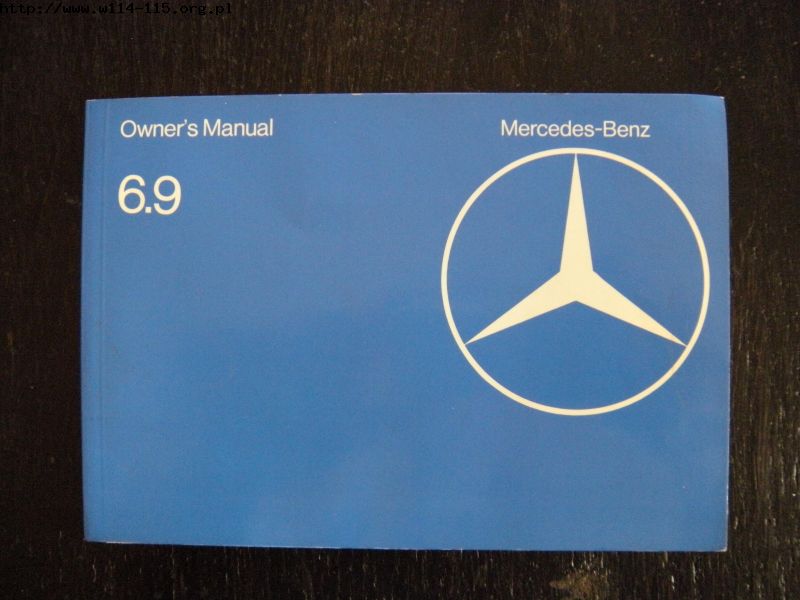 http://www.w114-115.org.pl
Owner's Manual
Mercedes-Benz
6.9